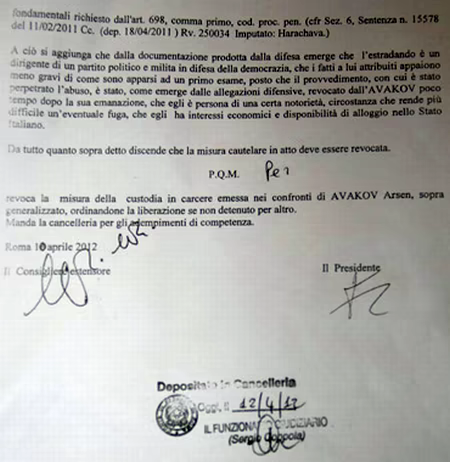 fondamentali richiesto dall'art. 698, comma primo, cod. proc. pen. (cfr Sez. 6, Sentenza n. 15578
del 11/02/2011 Cc. (dep. 18/04/2011 ) Rv. 250034 Imputato: Harachava.)
A ciò si aggiunga che dalla documentazione prodotta dalla difesa emerge che l'estradando è un
dirigente di un partito politico e milita in difesa della democrazia, che i fatti a lui attribuiti appaiono
meno gravi di come sono apparsi ad un primo esame, posto che il provvedimento, con cui è stato
perpetrato l'abuso, è stato, come emerge dalle allegazioni difensive, revocato dall'AVAKOV poco
tempo dopo la sua emanazione, che egli è persona di una certa notorietà, circostanza che rende più
difficile un'eventuale fuga, che egli ha interessi economici e disponibilità di alloggio nello Stato
Italiano.
Da tutto quanto sopra detto discende che la misura cautelare in atto deve essere revocata.
P.Q.M.
revoca la misura della custodia in carcere emessa nei confronti di AVAKOV Arsen, sopra
generalizzato, ordinandone la liberazione se non detenuto per altro.
Manda la cancelleria per gli adempimenti di competenza.
Roma 10 aprile 2012
Il Consigliere estensore Il Presidente
Depositato in Cancelleria
Oggi, il 12/4/12
IL FUNZIONARIO GIUDIZIARIO
(Sergio Coppola)